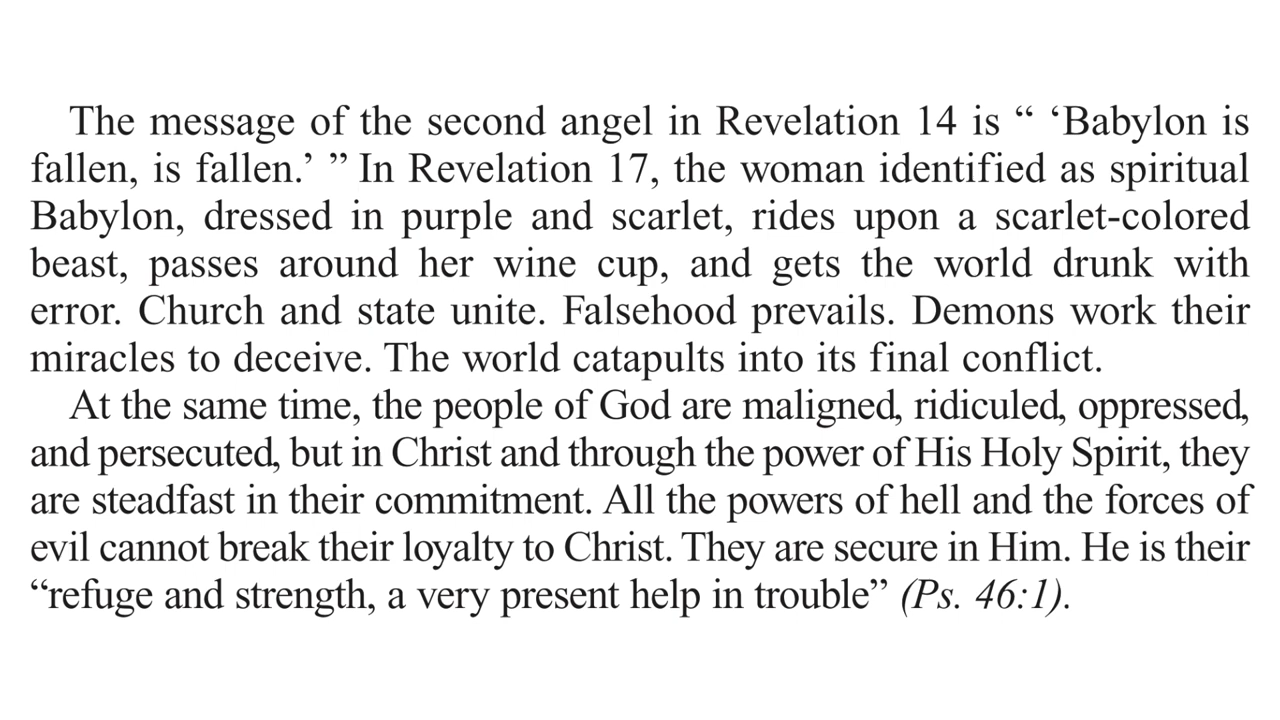 The message of the second angel in Revelation 14 is “ ‘Babylon is
fallen, is fallen.’ ” In Revelation 17, the woman identified as spiritual
Babylon, dressed in purple and scarlet, rides upon a scarlet-colored
beast, passes around her wine cup, and gets the world drunk with
error. Church and state unite. Falsehood prevails. Demons work their
miracles to deceive. The world catapults into its final conflict.
At the same time, the people of God are maligned, ridiculed, oppressed,
and persecuted, but in Christ and through the power of His Holy Spirit, they
are steadfast in their commitment. All the powers of hell and the forces of
evil cannot break their loyalty to Christ. They are secure in Him. He is their
“refuge and strength, a very present help in trouble” (Ps. 46:1).